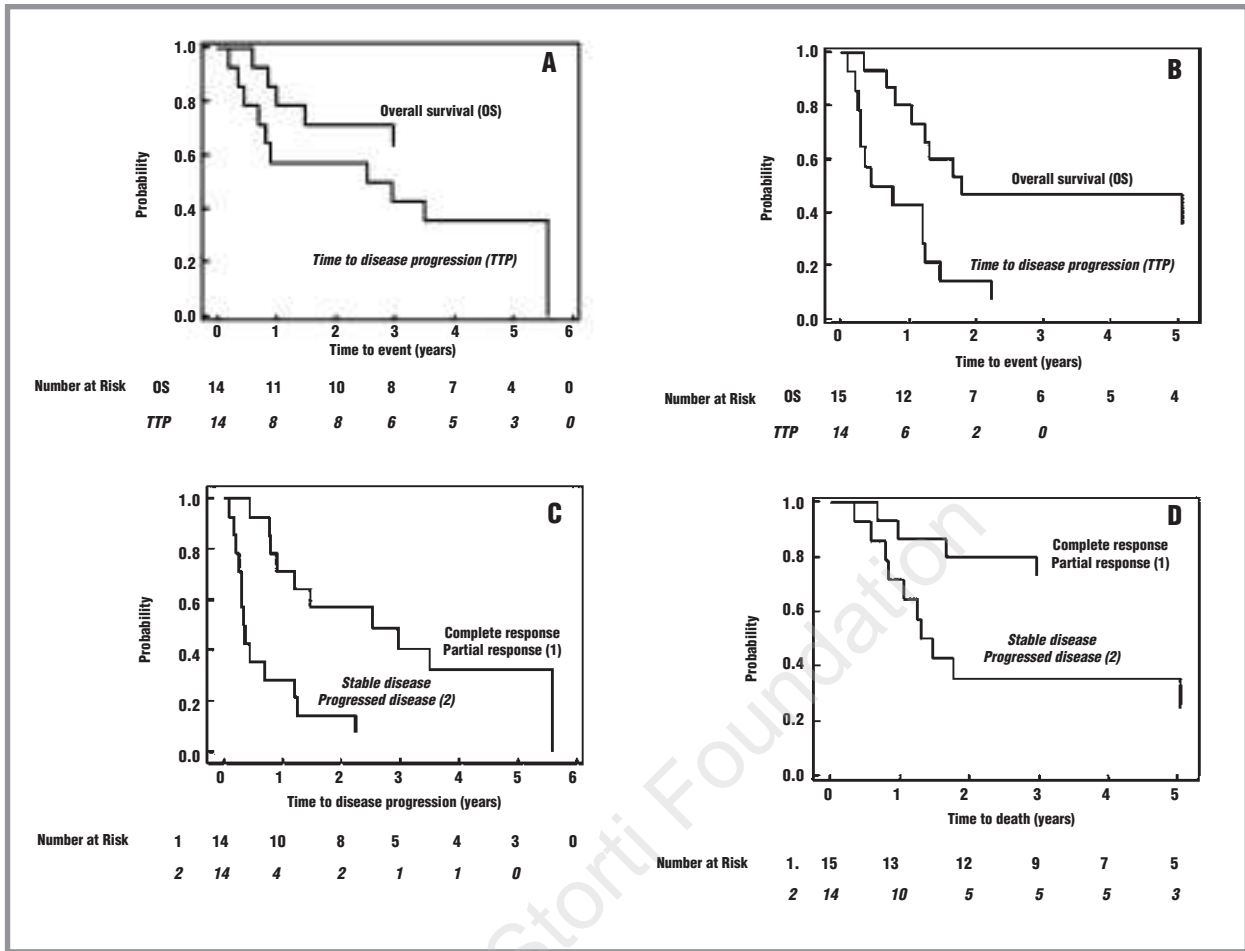 A
1.0
0.8
0.6
0.4
0.2
0.0
Probability
Overall survival (OS)
Time to disease progression (TTP)
0 1 2 3 4 5 6
Time to event (years)
Number at Risk OS 14 11 10 8 7 4 0
TTP 14 8 8 6 5 3 0
B
1.0
0.8
0.6
0.4
0.2
0.0
Probability
Overall survival (OS)
Time to disease progression (TTP)
0 1 2 3 4 5
Time to event (years)
Number at Risk OS 15 12 7 6 5 4
TTP 14 6 2 0
C
1.0
0.8
0.6
0.4
0.2
0.0
Probability
Complete response
Partial response (1)
Stable disease
Progressed disease (2)
0 1 2 3 4 5 6
Time to disease progression (years)
Number at Risk 1 14 10 8 5 4 3 0
2 14 4 2 1 1 0
D
1.0
0.8
0.6
0.4
0.2
0.0
Probability
Complete response
Partial response (1)
Stable disease
Progressed disease (2)
0 1 2 3 4 5
Time to death (years)
Number at Risk 1. 15 13 12 9 7 5
2 14 10 5 5 5 3
Storti Foundation